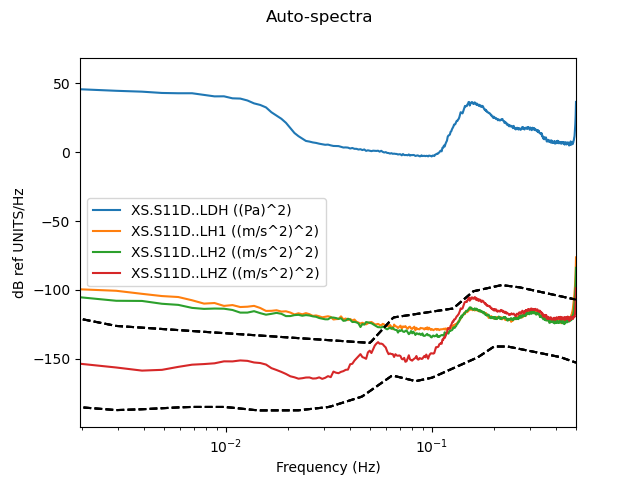 Auto-spectra
50
0
−50
−100
−150
dB ref UNITS/Hz
XS.S11D..LDH ((Pa)^2)
XS.S11D..LH1 ((m/s^2)^2)
XS.S11D..LH2 ((m/s^2)^2)
XS.S11D..LHZ ((m/s^2)^2)
10⁻²
10⁻¹
Frequency (Hz)